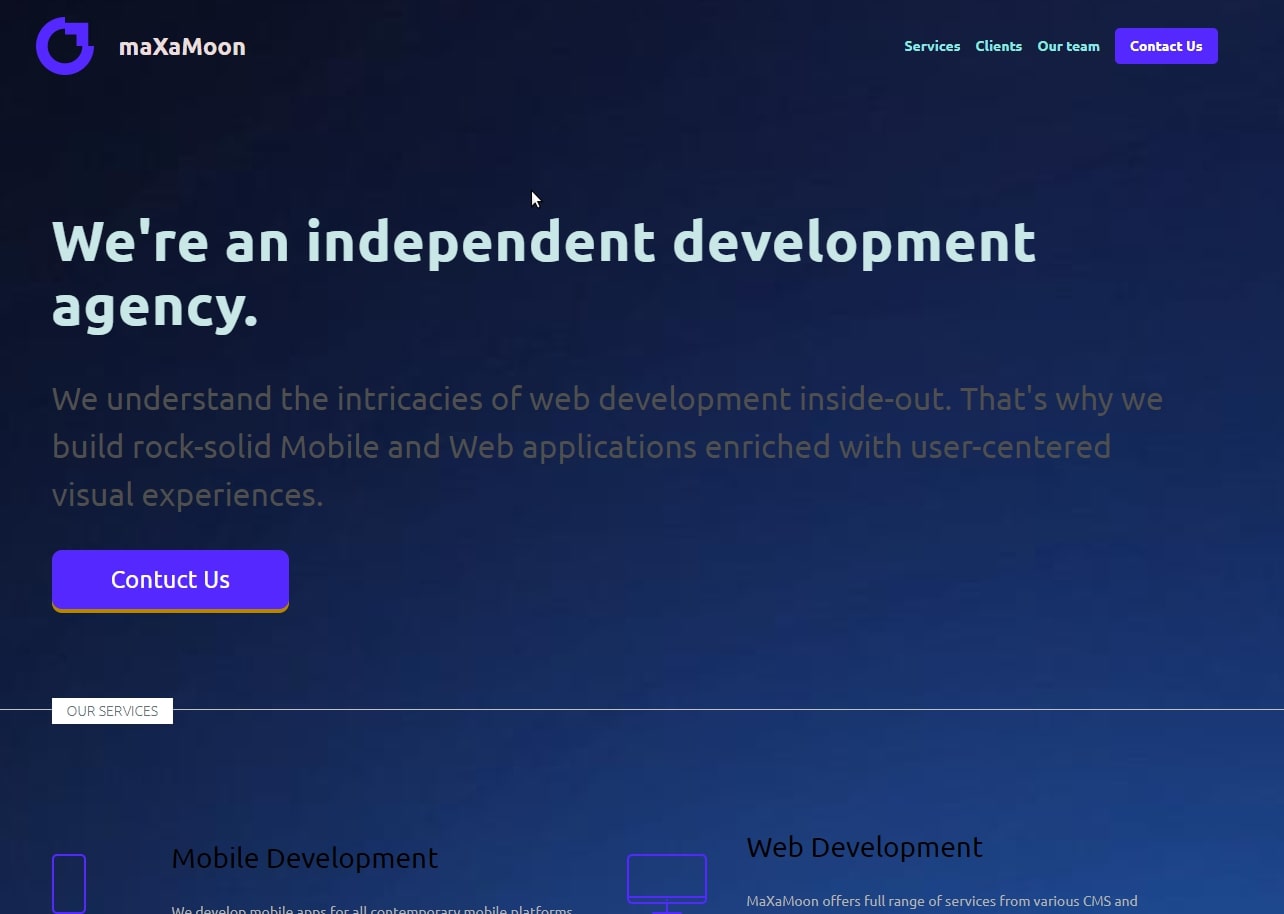 maXaMoon
Services Clients Our team Contact Us
We're an independent development
agency.
We understand the intricacies of web development inside-out. That's why we
build rock-solid Mobile and Web applications enriched with user-centered
visual experiences.
Contuct Us
OUR SERVICES
Mobile Development
Web Development
We develop mobile apps for all contemporary mobile platforms
MaXaMoon offers full range of services from various CMS and